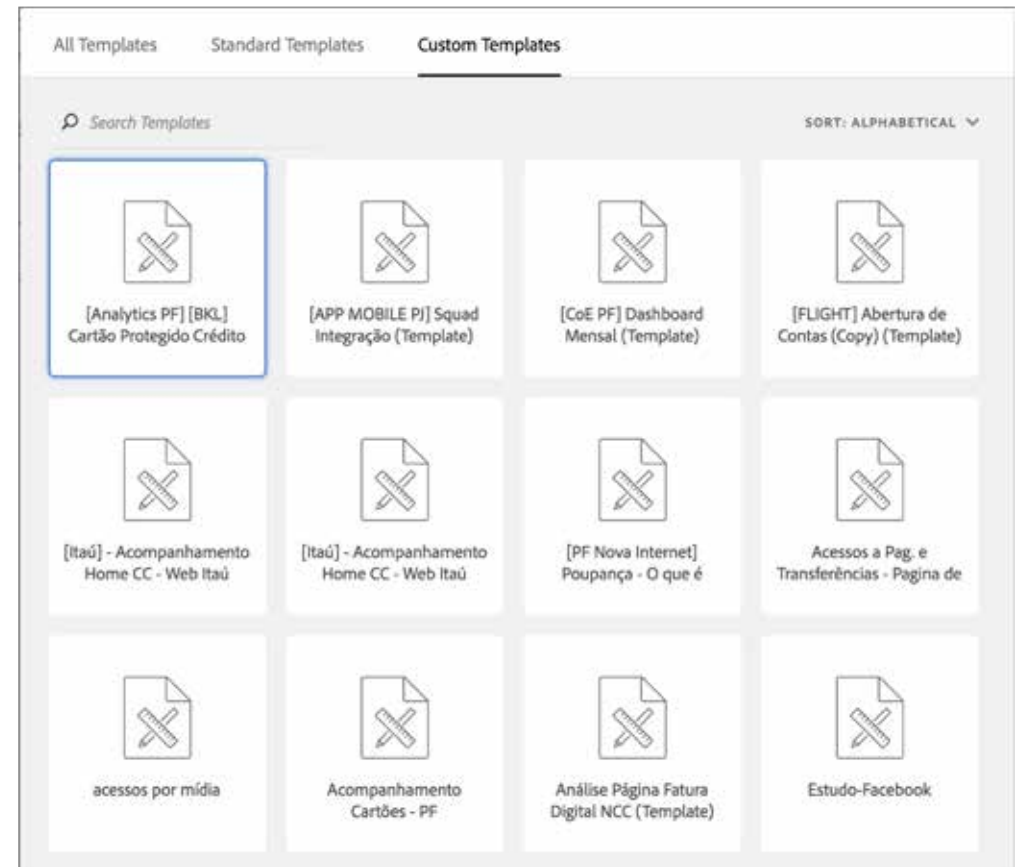 All Templates Standard Templates Custom Templates
Search Templates SORT: ALPHABETICAL
[Analytics PF] [BKL]
Cartão Protegido Crédito
[APP MOBILE PJ] Squad
Integração (Template)
[CoE PF] Dashboard
Mensal (Template)
[FLIGHT] Abertura de
Contas (Copy) (Template)
[Itaú] - Acompanhamento
Home CC - Web Itaú
[Itaú] - Acompanhamento
Home CC - Web Itaú
[PF Nova Internet]
Poupança - O que é
Acessos a Pag. e
Transferências - Pagina de
acessos por mídia
Acompanhamento
Cartões - PF
Análise Página Fatura
Digital NCC (Template)
Estudo-Facebook